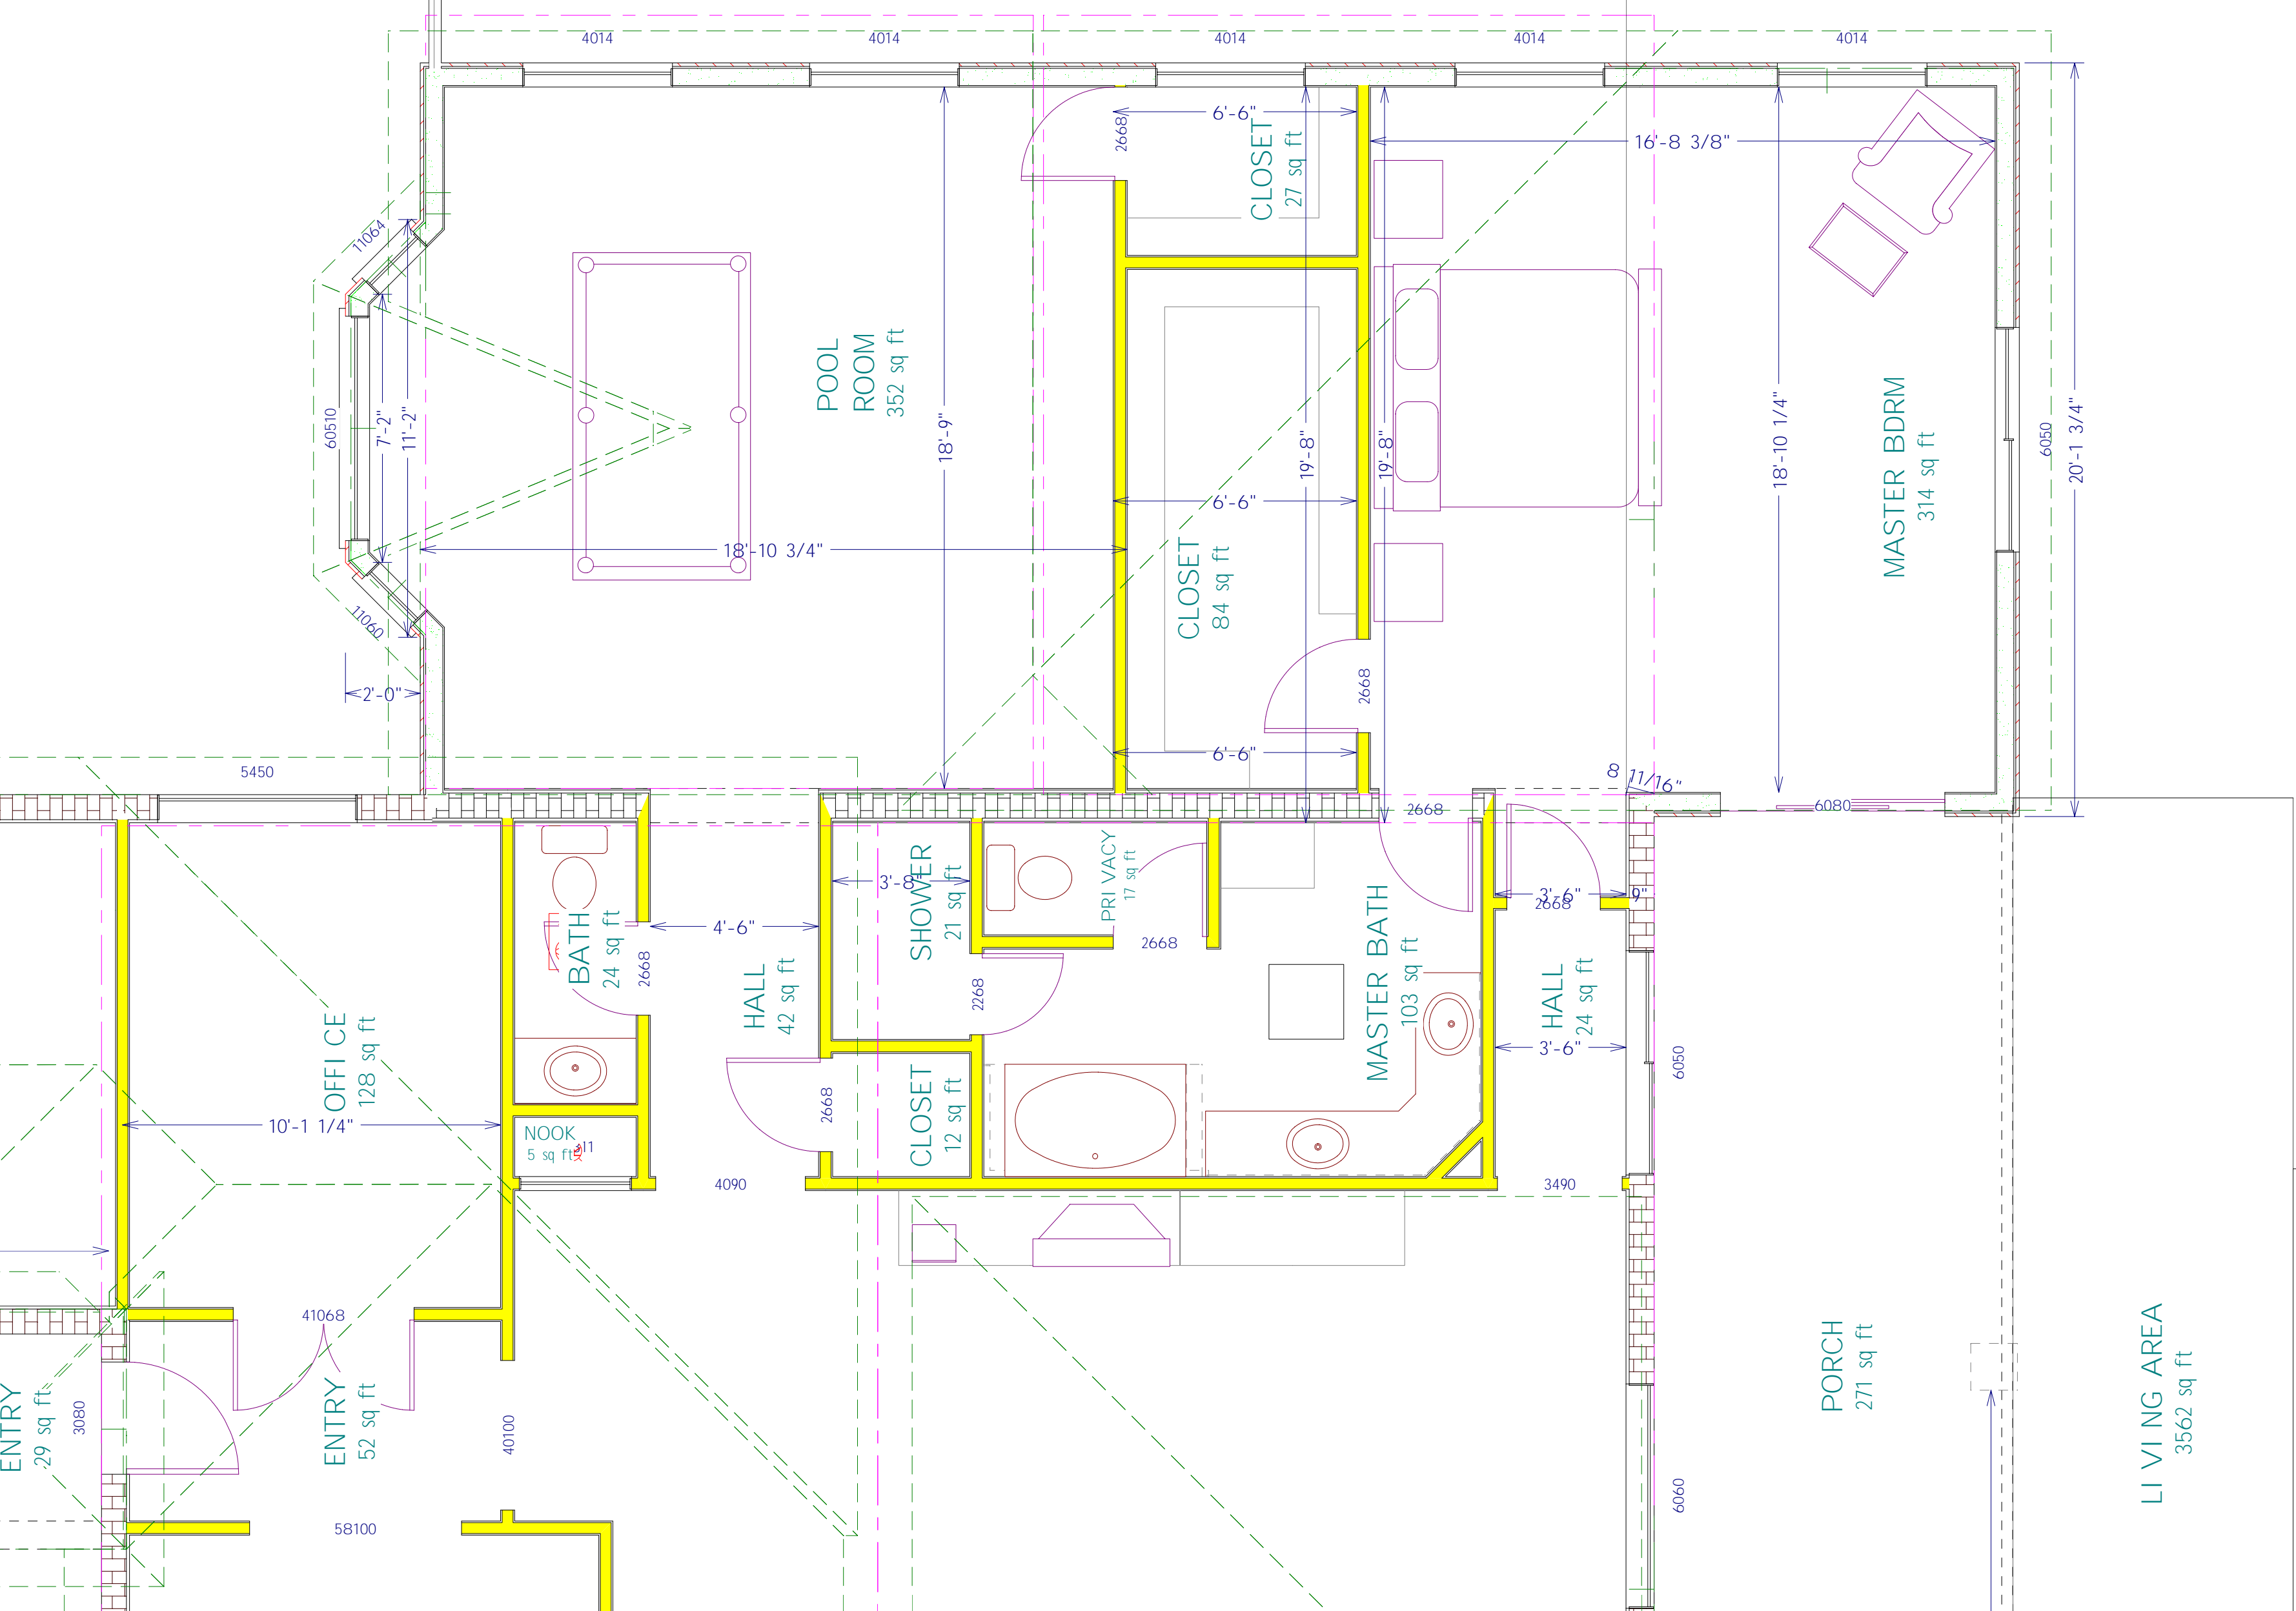 4014
4014
4014
4014
4014
2668
6'-6"
CLOSET
27 sq ft
16'-8 3/8"
11064
60510
7'-2"
11'-2"
POOL
ROOM
352 sq ft
18'-9"
19'-8"
19'-8"
18'-10 1/4"
MASTER BDRM
314 sq ft
6050
20'-1 3/4"
6'-6"
18'-10 3/4"
CLOSET
84 sq ft
11060
2'-0"
2668
6'-6"
5450
8 11/16"
2668
6080
3'-8"
SHOWER
21 sq ft
PRIVACY
17 sq ft
3'-6"
9"
2668
BATH
24 sq ft
2668
4'-6"
2668
HALL
42 sq ft
2268
MASTER BATH
103 sq ft
HALL
24 sq ft
3'-6"
6050
OFFICE
128 sq ft
10'-1 1/4"
NOOK
5 sq ft
2668
CLOSET
12 sq ft
4090
3490
41068
ENTRY
29 sq ft
3080
ENTRY
52 sq ft
40100
58100
6060
PORCH
271 sq ft
LIVING AREA
3562 sq ft